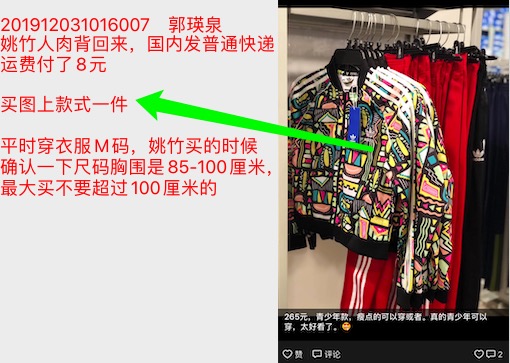 201912031016007 郭瑛泉
姚竹人肉背回来，国内发普通快递
运费付了8元
买图上款式一件
平时穿衣服M码，姚竹买的时候
确认一下尺码胸围是85-100厘米，
最大买不要超过100厘米的
265元，青少年款，瘦点的可以穿或者。真的青少年可以
穿，太好看了。😍
赞 评论 2